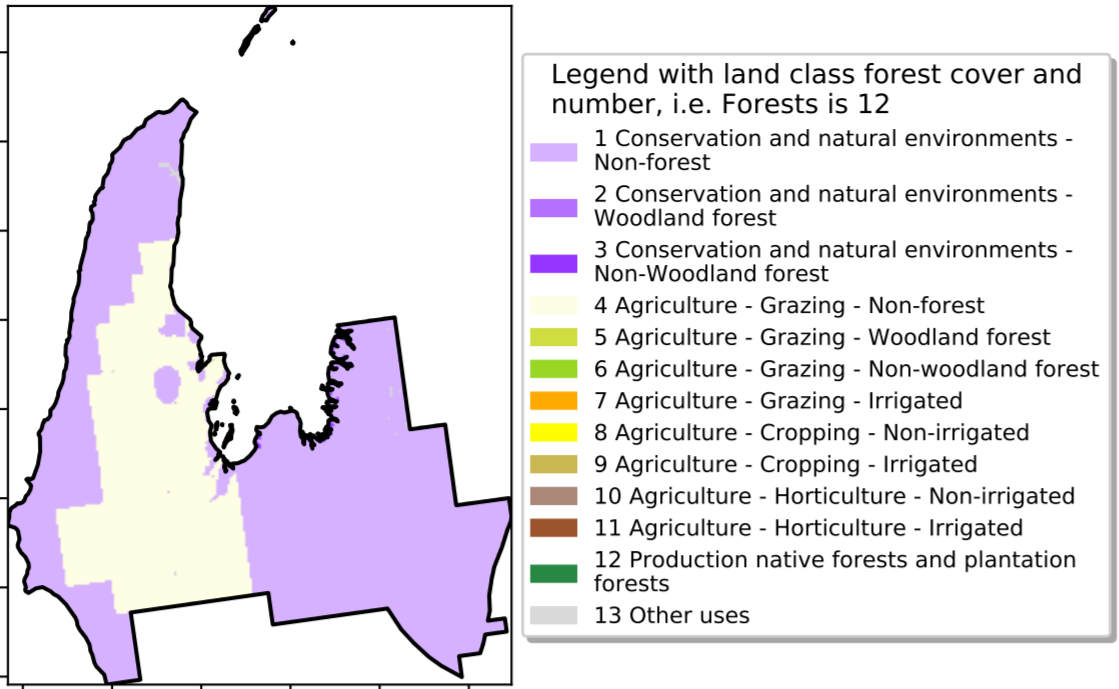 Legend with land class forest cover and
number, i.e. Forests is 12
1 Conservation and natural environments -
Non-forest
2 Conservation and natural environments -
Woodland forest
3 Conservation and natural environments -
Non-Woodland forest
4 Agriculture - Grazing - Non-forest
5 Agriculture - Grazing - Woodland forest
6 Agriculture - Grazing - Non-woodland forest
7 Agriculture - Grazing - Irrigated
8 Agriculture - Cropping - Non-irrigated
9 Agriculture - Cropping - Irrigated
10 Agriculture - Horticulture - Non-irrigated
11 Agriculture - Horticulture - Irrigated
12 Production native forests and plantation
forests
13 Other uses